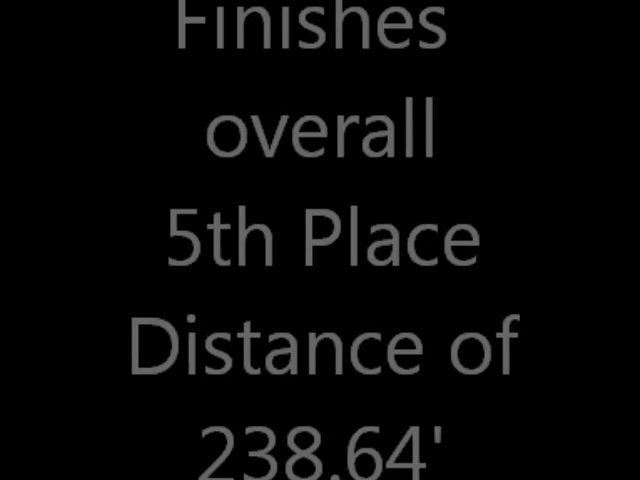 Finishes
overall
5th Place
Distance of
238.64'